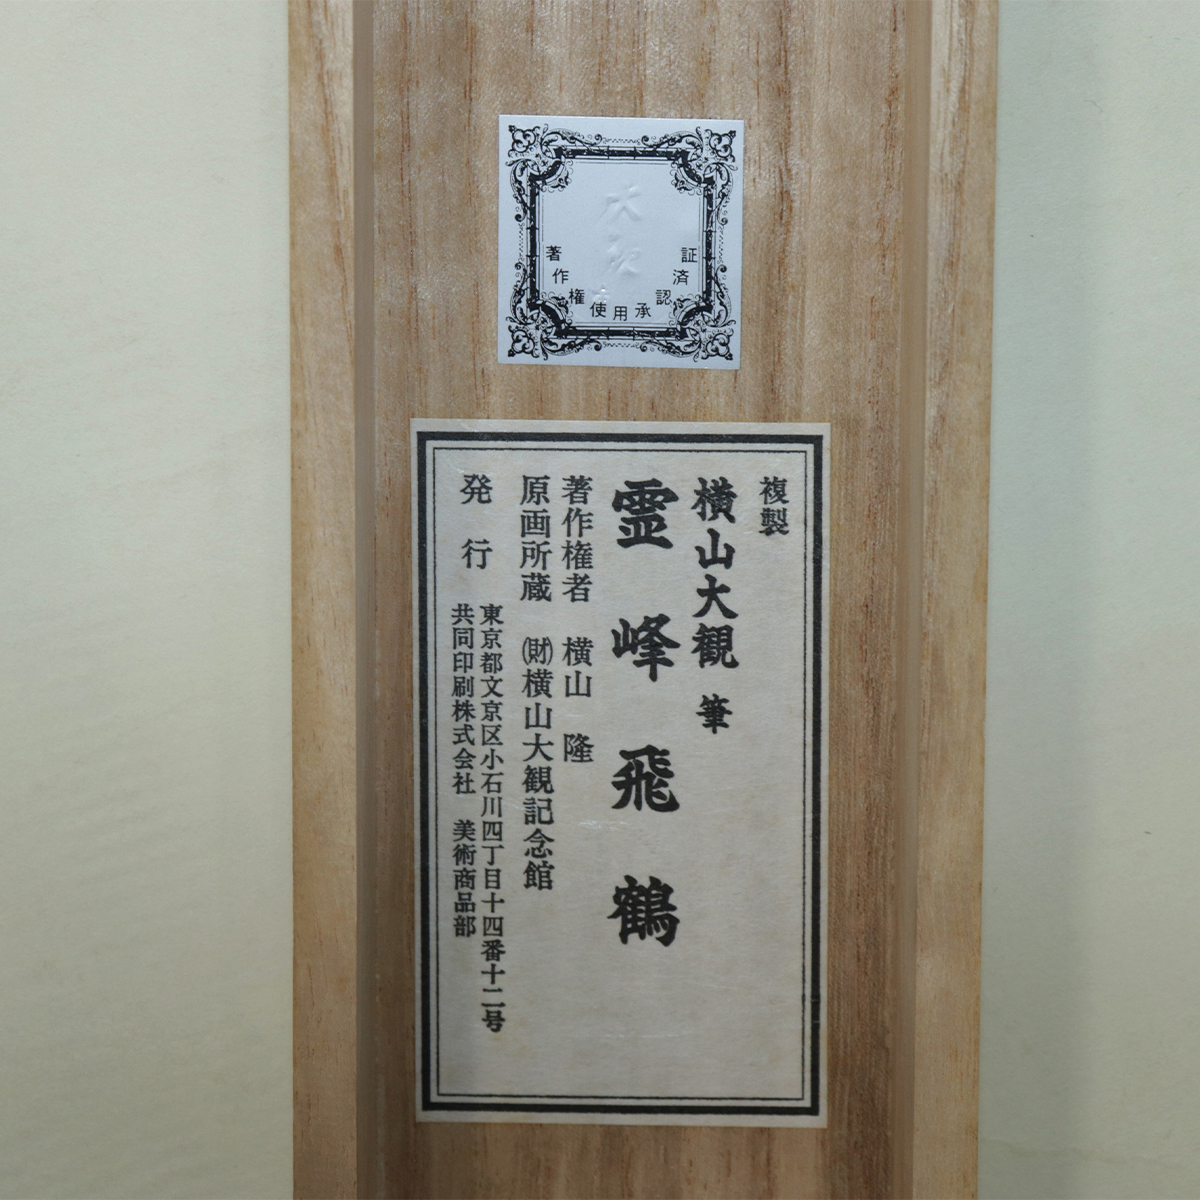 大観
著作権使用承認証済
複製
横山大観 筆
霊峰飛鶴
著作権者 横山 隆
原画所蔵 ㈶横山大観記念館
発行
東京都文京区小石川四丁目十四番十二号
共同印刷株式会社 美術商品部